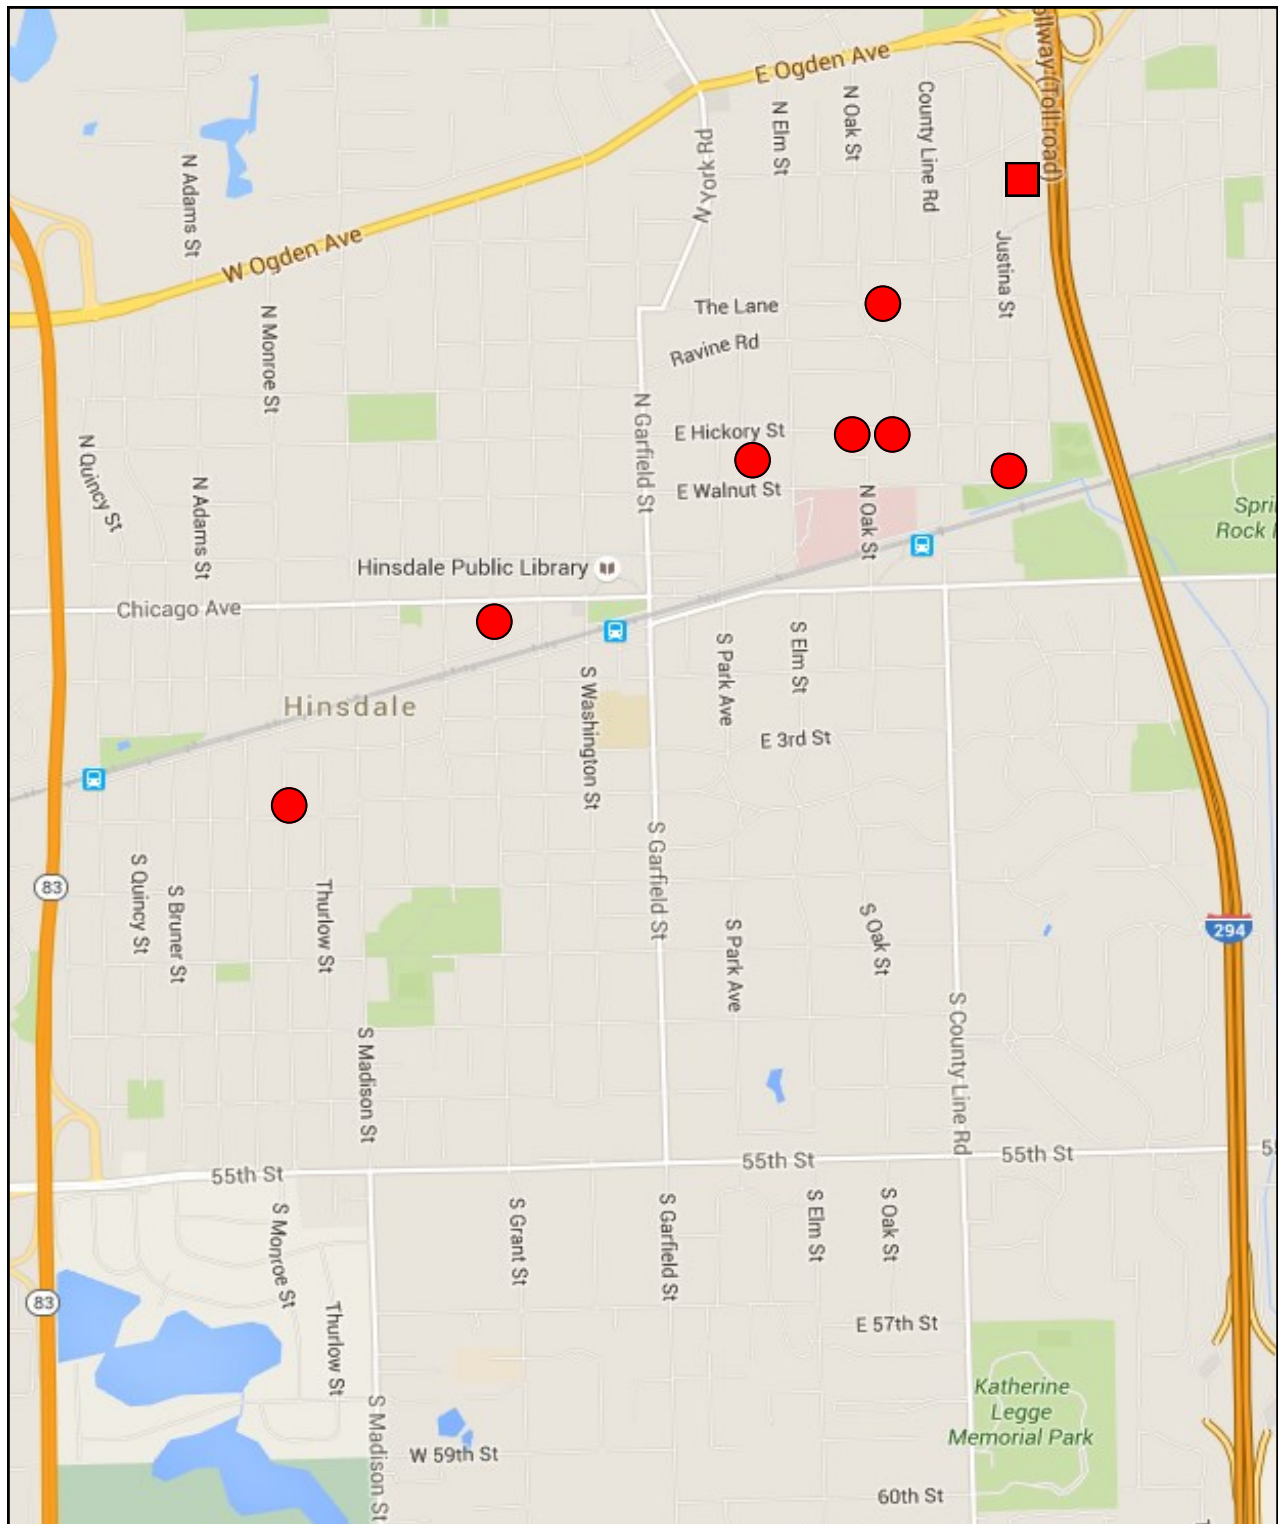 E Ogden Ave
ollway (Toll road)
N Elm St
N Oak St
County Line Rd
N York Rd
N Adams St
W Ogden Ave
Justina St
The Lane
N Monroe St
Ravine Rd
N Garfield St
E Hickory St
N Quincy St
E Walnut St
N Adams St
N Oak St
Sprin
Rock
Hinsdale Public Library
Chicago Ave
S Park Ave
S Elm St
S Washington St
Hinsdale
E 3rd St
S Garfield St
83
S Quincy St
S Bruner St
Thurlow St
S Oak St
S Park Ave
294
S County Line Rd
S Madison St
55th St
55th St
55th St
S Monroe St
S Grant St
S Garfield St
S Elm St
S Oak St
83
Thurlow St
E 57th St
Katherine
Legge
Memorial Park
S Madison St
W 59th St
60th St